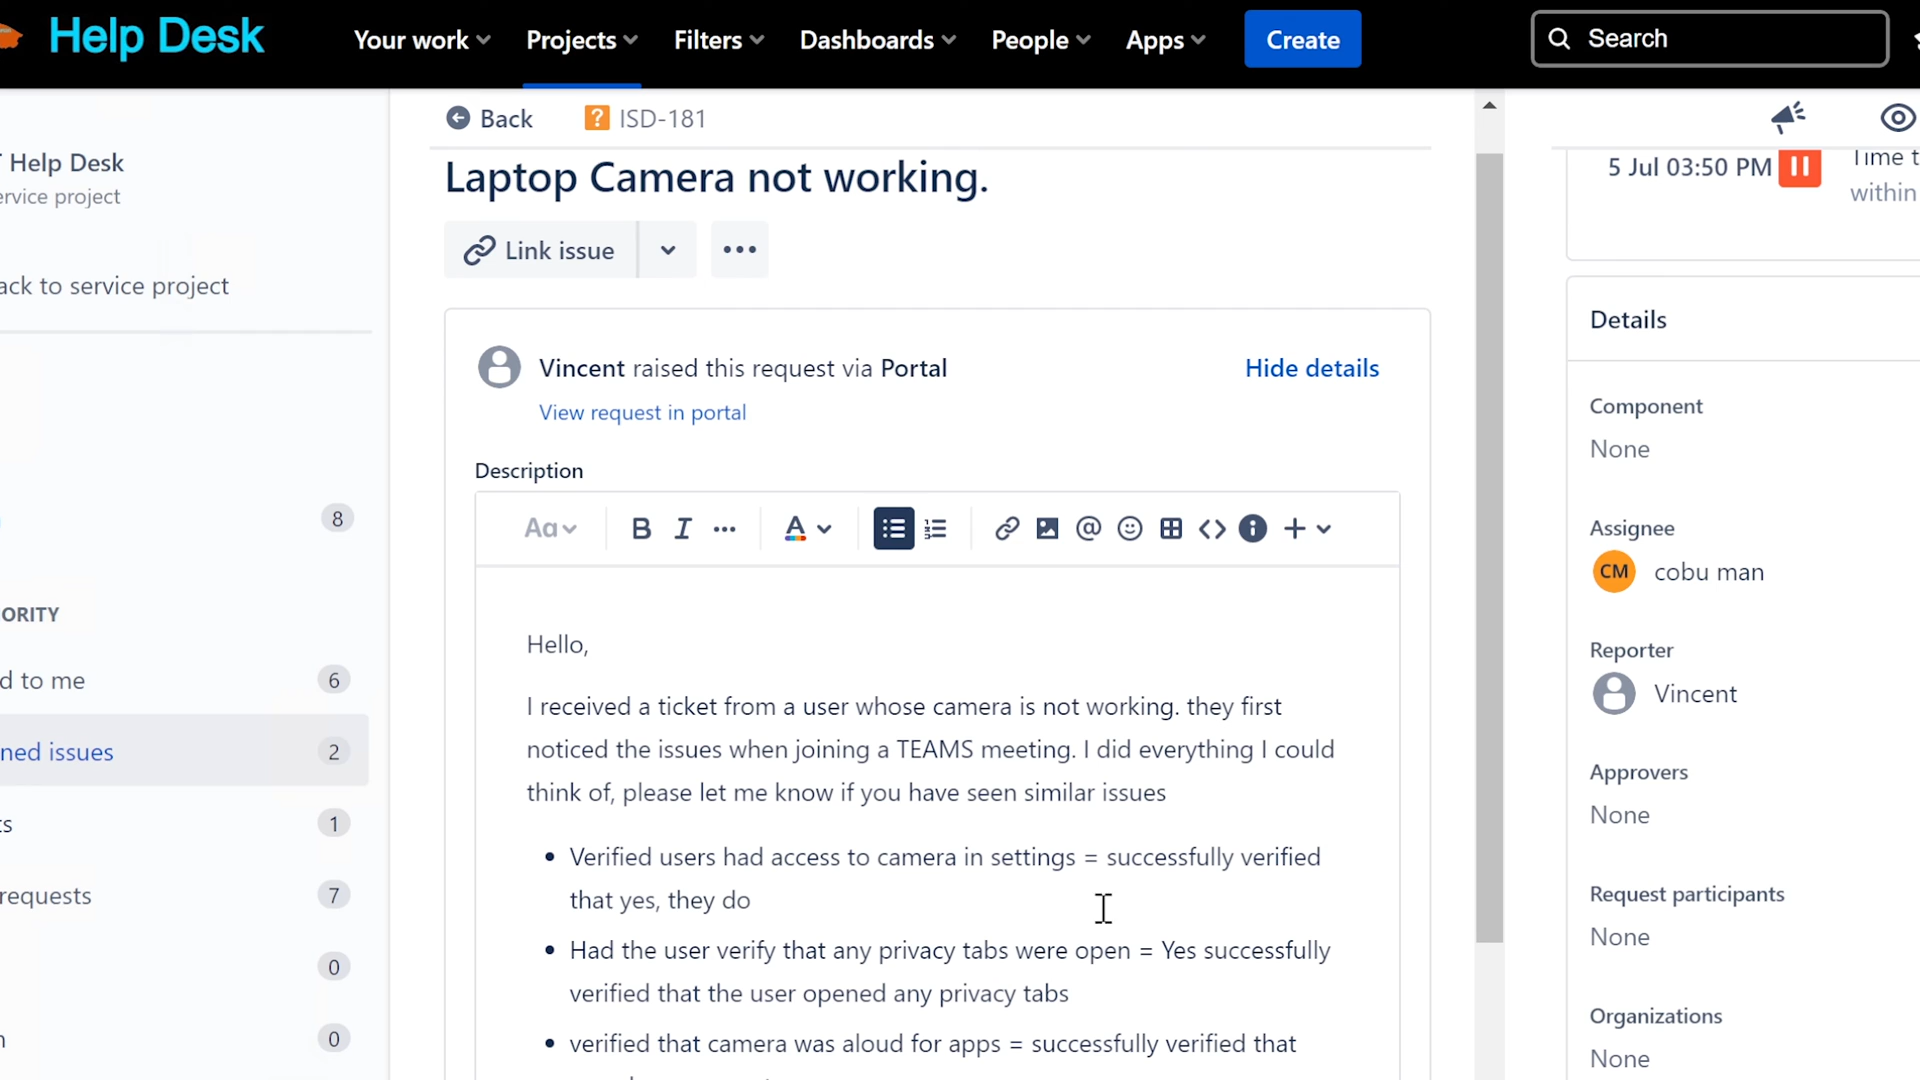 Help Desk
Your work
Projects
Filters
Dashboards
People
Apps
Create
Search
Help Desk
ervice project
ack to service project
8
ORITY
d to me
6
ned issues
2
ts
1
requests
7
0
0
Back
ISD-181
Laptop Camera not working.
Link issue
Vincent raised this request via Portal
Hide details
View request in portal
Description
Aa
B
I
A
Hello,
I received a ticket from a user whose camera is not working. they first
noticed the issues when joining a TEAMS meeting. I did everything I could
think of, please let me know if you have seen similar issues
• Verified users had access to camera in settings = successfully verified
that yes, they do
• Had the user verify that any privacy tabs were open = Yes successfully
verified that the user opened any privacy tabs
• verified that camera was aloud for apps = successfully verified that
5 Jul 03:50 PM
Time t
within
Details
Component
None
Assignee
CM
cobu man
Reporter
Vincent
Approvers
None
Request participants
None
Organizations
None